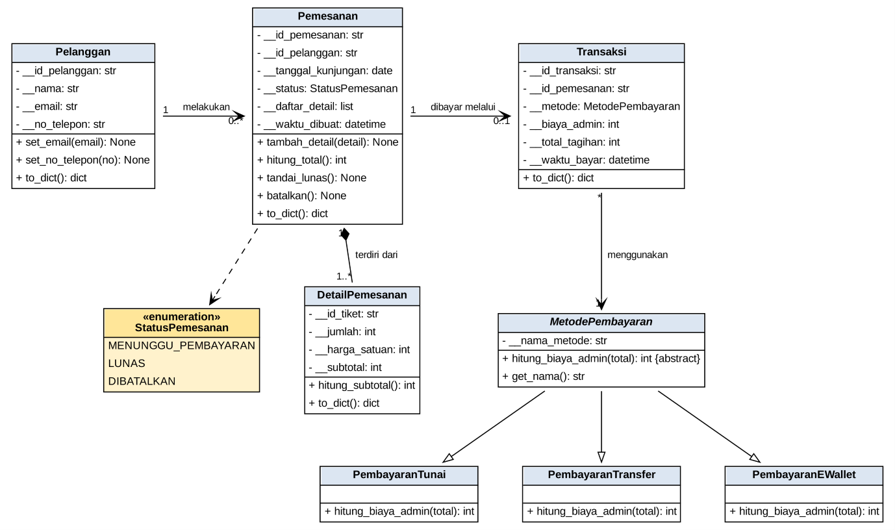 Pelanggan
- __id_pelanggan: str
- __nama: str
- __email: str
- __no_telepon: str
+ set_email(email): None
+ set_no_telepon(no): None
+ to_dict(): dict
1
melakukan
0..*
Pemesanan
- __id_pemesanan: str
- __id_pelanggan: str
- __tanggal_kunjungan: date
- __status: StatusPemesanan
- __daftar_detail: list
- __waktu_dibuat: datetime
+ tambah_detail(detail): None
+ hitung_total(): int
+ tandai_lunas(): None
+ batalkan(): None
+ to_dict(): dict
1
dibayar melalui
0..1
Transaksi
- __id_transaksi: str
- __id_pemesanan: str
- __metode: MetodePembayaran
- __biaya_admin: int
- __total_tagihan: int
- __waktu_bayar: datetime
+ to_dict(): dict
1
terdiri dari
1..*
*
menggunakan
«enumeration»
StatusPemesanan
MENUNGGU_PEMBAYARAN
LUNAS
DIBATALKAN
DetailPemesanan
- __id_tiket: str
- __jumlah: int
- __harga_satuan: int
- __subtotal: int
+ hitung_subtotal(): int
+ to_dict(): dict
MetodePembayaran
- __nama_metode: str
+ hitung_biaya_admin(total): int {abstract}
+ get_nama(): str
PembayaranTunai
+ hitung_biaya_admin(total): int
PembayaranTransfer
+ hitung_biaya_admin(total): int
PembayaranEWallet
+ hitung_biaya_admin(total): int